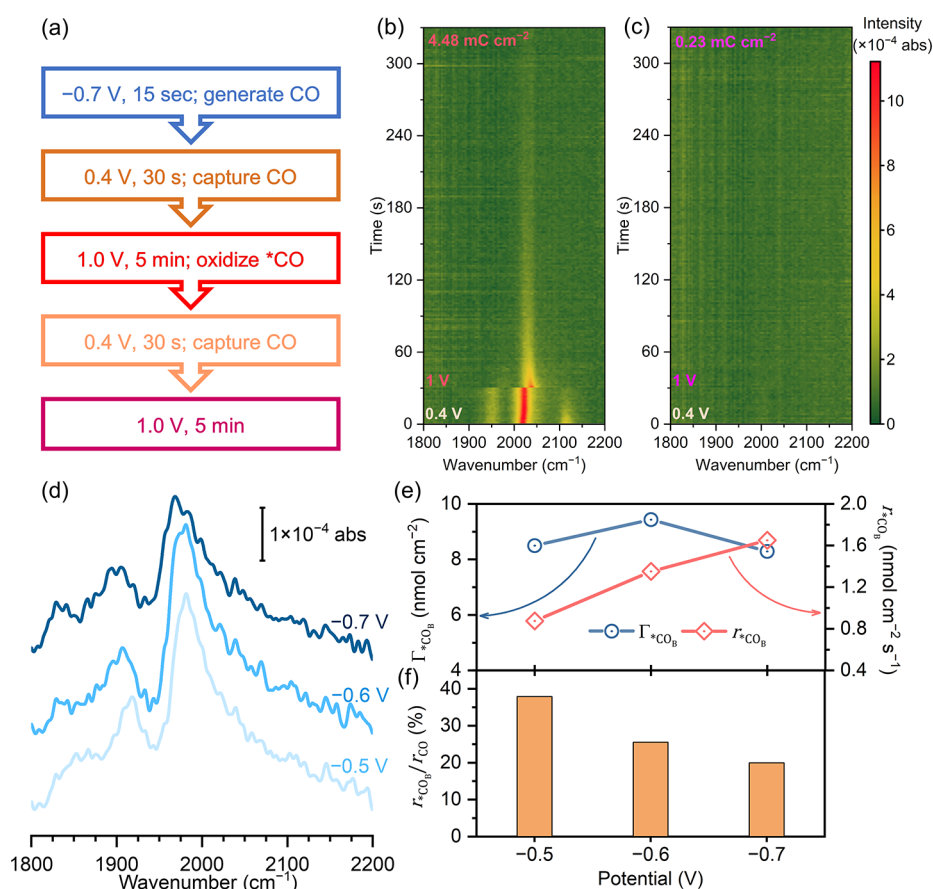 (a)
−0.7 V, 15 sec; generate CO
0.4 V, 30 s; capture CO
1.0 V, 5 min; oxidize *CO
0.4 V, 30 s; capture CO
1.0 V, 5 min
(b)
4.48 mC cm⁻²
Time (s)
330
300
240
180
120
60
0
1 V
0.4 V
1800 1900 2000 2100 2200
Wavenumber (cm⁻¹)
(c)
0.23 mC cm⁻²
Time (s)
300
240
180
120
60
0
1 V
0.4 V
1800 1900 2000 2100 2200
Wavenumber (cm⁻¹)
Intensity
(×10⁻⁴ abs)
10
8
6
4
2
0
(d)
1×10⁻⁴ abs
−0.7 V
−0.6 V
−0.5 V
1800 1900 2000 2100 2200
Wavenumber (cm⁻¹)
(e)
Γ*CO_B (nmol cm⁻²)
10
8
6
4
Γ*CO_B
r*CO_B
2.0
1.6
1.2
0.8
0.4
r*CO_B (nmol cm⁻² s⁻¹)
(f)
r*CO_B/r_CO (%)
40
30
20
10
0
−0.5 −0.6 −0.7
Potential (V)